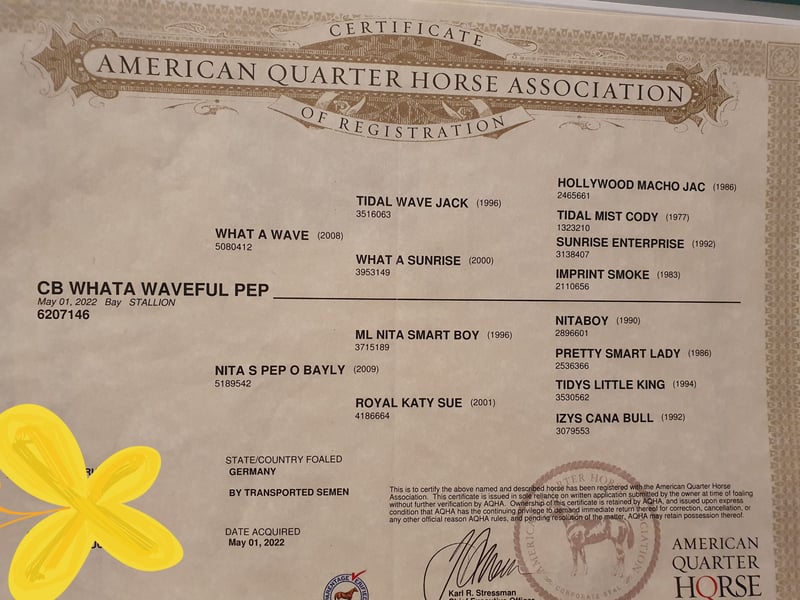 CERTIFICATE
AMERICAN QUARTER HORSE ASSOCIATION
OF REGISTRATION
HOLLYWOOD MACHO JAC (1986)
2465661
TIDAL WAVE JACK (1996)
3516063
TIDAL MIST CODY (1977)
1323210
WHAT A WAVE (2008)
5080412
SUNRISE ENTERPRISE (1992)
3138407
WHAT A SUNRISE (2000)
3953149
IMPRINT SMOKE (1983)
2110656
CB WHATA WAVEFUL PEP
May 01, 2022 Bay STALLION
6207146
NITABOY (1990)
2896601
ML NITA SMART BOY (1996)
3715189
PRETTY SMART LADY (1986)
2536366
NITA S PEP O BAYLY (2009)
5189542
TIDYS LITTLE KING (1994)
3530562
ROYAL KATY SUE (2001)
4186664
IZYS CANA BULL (1992)
3079553
STATE/COUNTRY FOALED
GERMANY
BY TRANSPORTED SEMEN
DATE ACQUIRED
May 01, 2022
This is to certify the above named and described horse has been registered with the American Quarter Horse
Association. This certificate is issued in sole reliance on written application submitted by the owner at time of foaling
without further verification by AQHA. Ownership of this certificate is retained by AQHA, and issued upon express
condition that AQHA has the continuing privilege to demand immediate return thereof for correction, cancellation, or
any other official reason AQHA rules, and pending resolution of the matter, AQHA may retain possession thereof.
Karl R. Stressman
Chief Executive Officer
PARENTAGE VERIFIED
CORPORATE SEAL
AMERICAN
QUARTER
HORSE